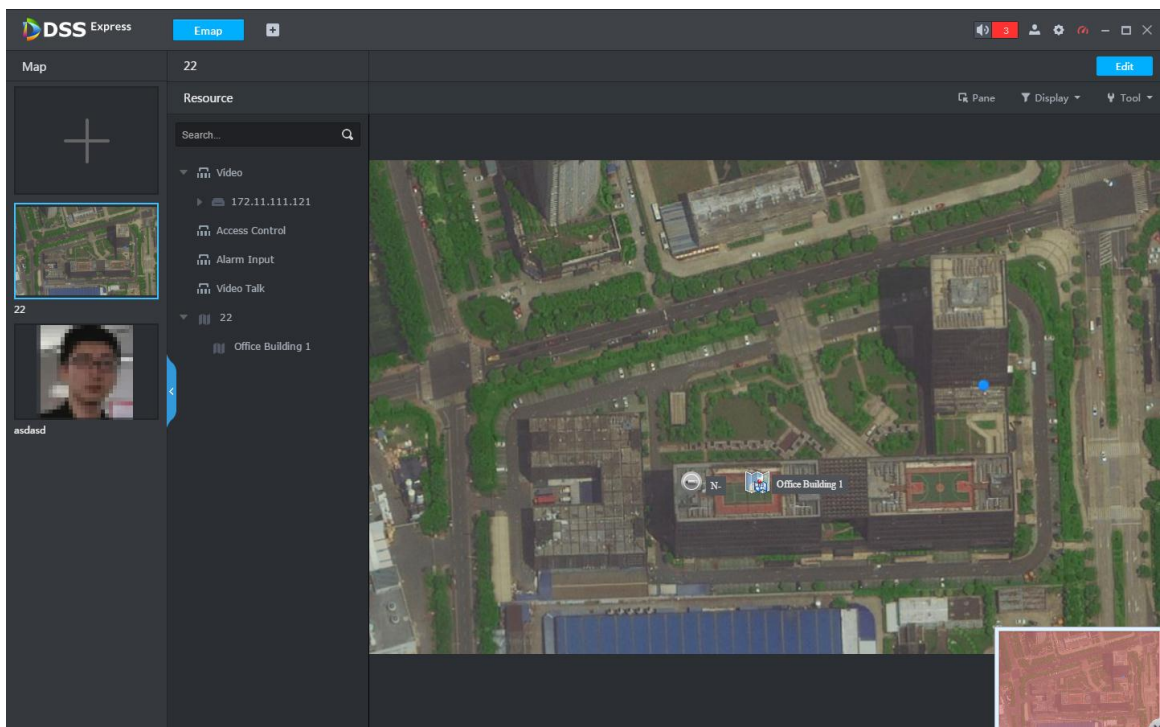 DSS Express
Emap
3
Map
22
Edit
Resource
Pane
Display
Tool
Search...
Video
172.11.111.121
Access Control
Alarm Input
Video Talk
22
22
Office Building 1
asdasd
N-
Office Building 1